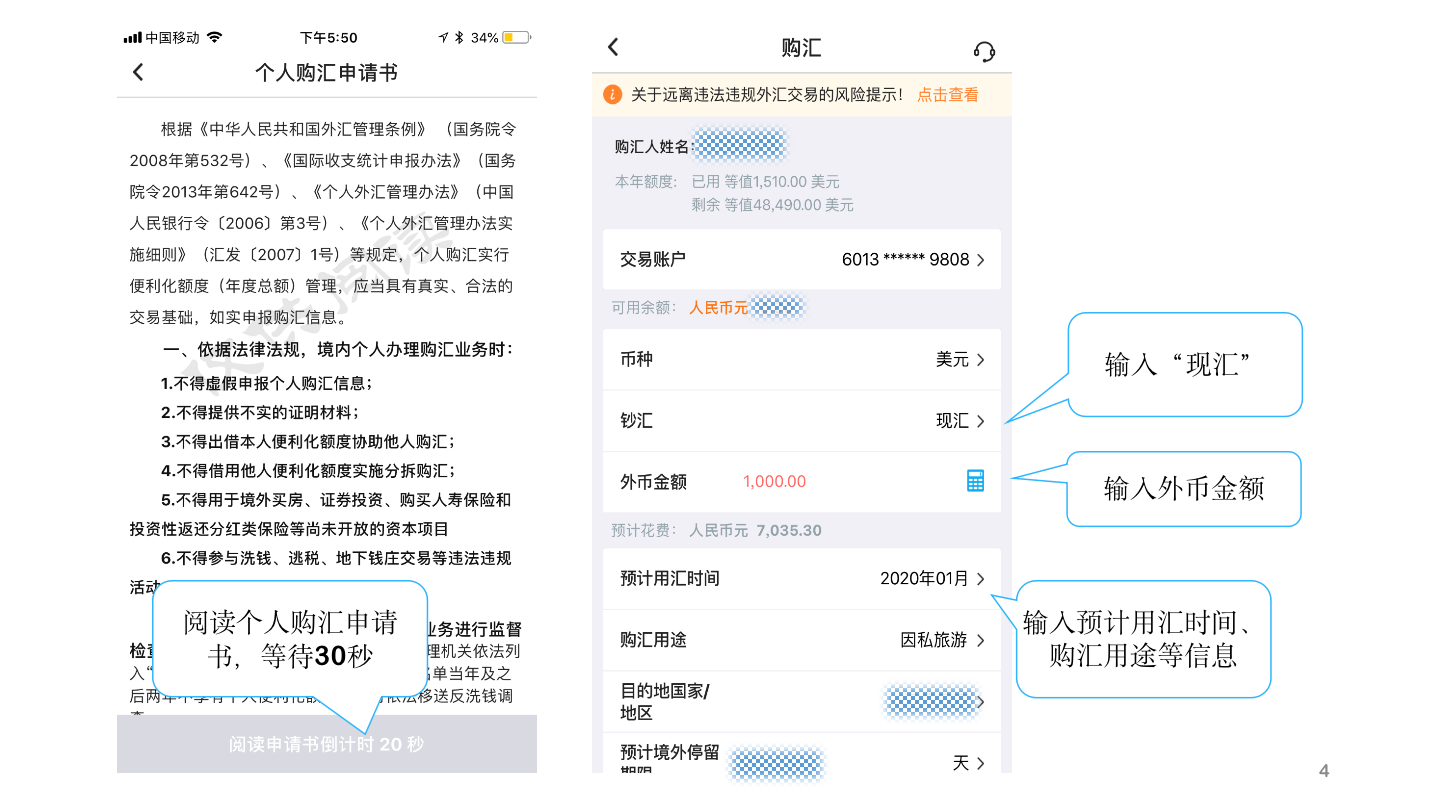 中国移动
下午5:50
34%
个人购汇申请书
根据《中华人民共和国外汇管理条例》 （国务院令
2008年第532号）、《国际收支统计申报办法》（国务
院令2013年第642号）、《个人外汇管理办法》（中国
人民银行令〔2006〕第3号）、《个人外汇管理办法实
施细则》（汇发〔2007〕1号）等规定，个人购汇实行
便利化额度（年度总额）管理，应当具有真实、合法的
交易基础，如实申报购汇信息。
一、依据法律法规，境内个人办理购汇业务时：
1.不得虚假申报个人购汇信息；
2.不得提供不实的证明材料；
3.不得出借本人便利化额度协助他人购汇；
4.不得借用他人便利化额度实施分拆购汇；
5.不得用于境外买房、证券投资、购买人寿保险和
投资性返还分红类保险等尚未开放的资本项目
6.不得参与洗钱、逃税、地下钱庄交易等违法违规
活动
业务进行监督
检查
理机关依法列
入“
名单当年及之
后两年不享有个人便利化额
依法移送反洗钱调
阅读
阅读个人购汇申请
书，等待30秒
阅读申请书倒计时 20 秒
购汇
关于远离违法违规外汇交易的风险提示！ 点击查看
购汇人姓名:
本年额度: 已用 等值1,510.00 美元
剩余 等值48,490.00 美元
交易账户 6013 ****** 9808
可用余额: 人民币元
币种 美元
钞汇 现汇
外币金额 1,000.00
预计花费: 人民币元 7,035.30
预计用汇时间 2020年01月
购汇用途 因私旅游
目的地国家/
地区
预计境外停留
期限 天
输入“现汇”
输入外币金额
输入预计用汇时间、
购汇用途等信息
4